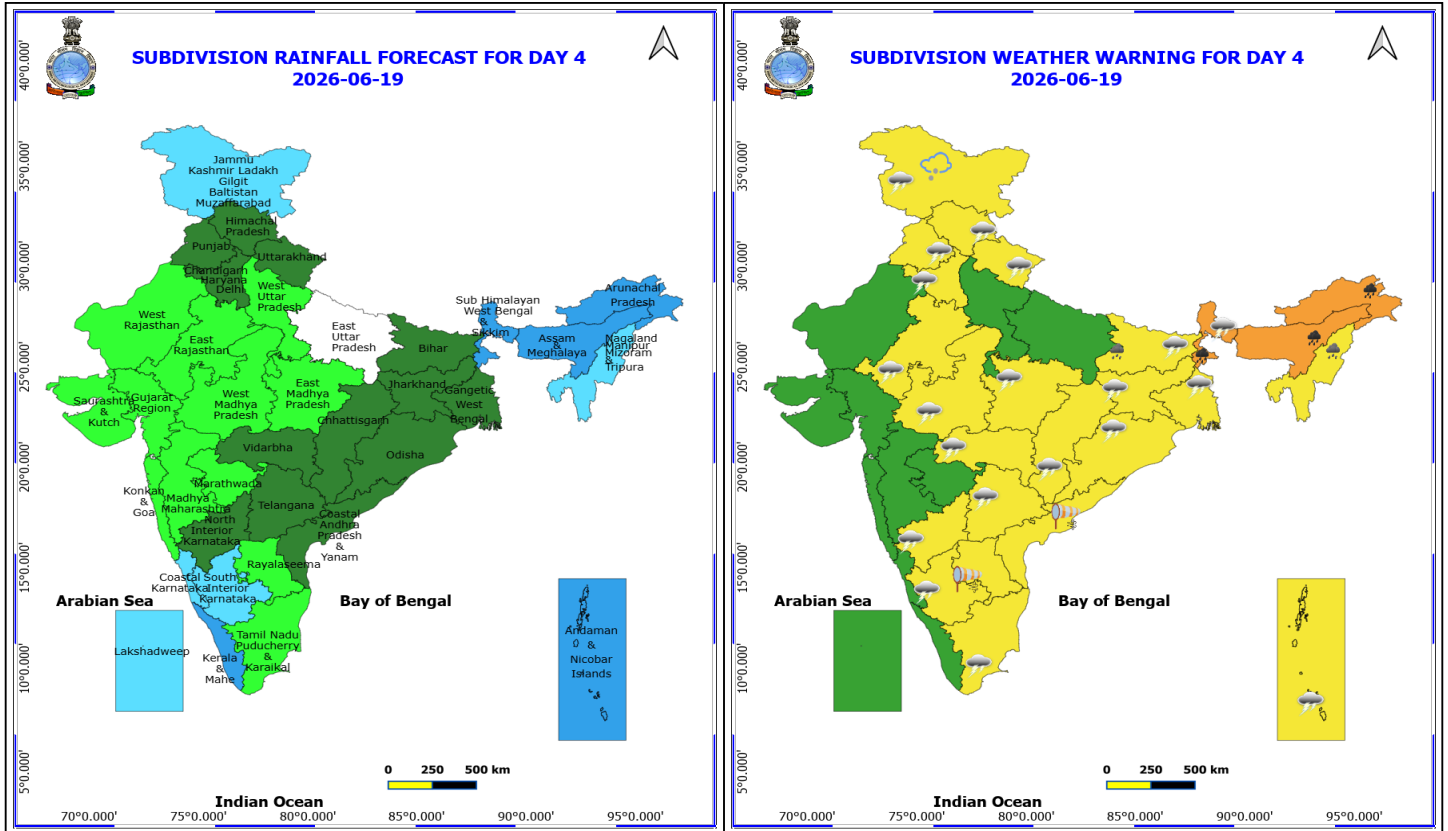 SUBDIVISION RAINFALL FORECAST FOR DAY 4
2026-06-19
40°0.000'
35°0.000'
30°0.000'
25°0.000'
20°0.000'
15°0.000'
10°0.000'
5°0.000'
Jammu
Kashmir Ladakh
Gilgit
Baltistan
Muzaffarabad
Himachal
Pradesh
Punjab
Uttarakhand
Chandigarh
Haryana
Delhi
West
Uttar
Pradesh
West
Rajasthan
East
Rajasthan
East
Uttar
Pradesh
Sub Himalayan
West Bengal
&
Sikkim
Arunachal
Pradesh
Assam
&
Meghalaya
Nagaland
Manipur
Mizoram
&
Tripura
Bihar
Jharkhand
Gangetic
West
Bengal
Saurashtra
&
Kutch
Gujarat
Region
West
Madhya
Pradesh
East
Madhya
Pradesh
Chhattisgarh
Vidarbha
Odisha
Konkan
&
Goa
Madhya
Maharashtra
Marathwada
Telangana
North
Interior
Karnataka
Coastal
Andhra
Pradesh
&
Yanam
Rayalaseema
Coastal
Karnataka
South
Interior
Karnataka
Tamil Nadu
Puducherry
&
Karaikal
Kerala
&
Mahe
Lakshadweep
Andaman
&
Nicobar
Islands
Arabian Sea
Bay of Bengal
0 250 500 km
Indian Ocean
70°0.000' 75°0.000' 80°0.000' 85°0.000' 90°0.000' 95°0.000'
SUBDIVISION WEATHER WARNING FOR DAY 4
2026-06-19
40°0.000'
35°0.000'
30°0.000'
25°0.000'
20°0.000'
15°0.000'
10°0.000'
5°0.000'
Arabian Sea
Bay of Bengal
0 250 500 km
Indian Ocean
70°0.000' 75°0.000' 80°0.000' 85°0.000' 90°0.000' 95°0.000'